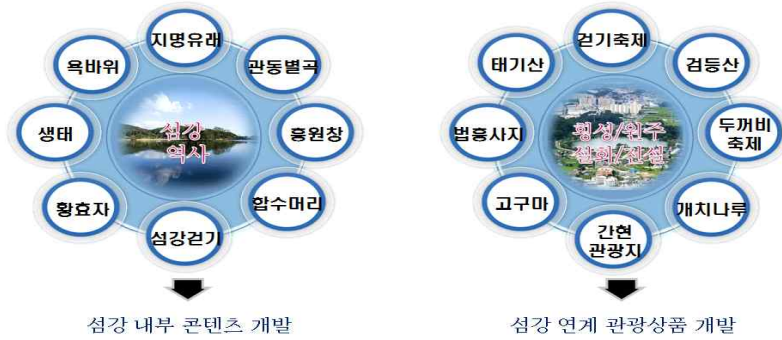 지명유래
관동별곡
흥원창
합수머리
섬강걷기
황효자
생태
욕바위
섬강
역사
섬강 내부 콘텐츠 개발
걷기축제
검등산
두꺼비
축제
개치나루
간현
관광지
고구마
법흥사지
태기산
횡성/원주
설화/전설
섬강 연계 관광상품 개발